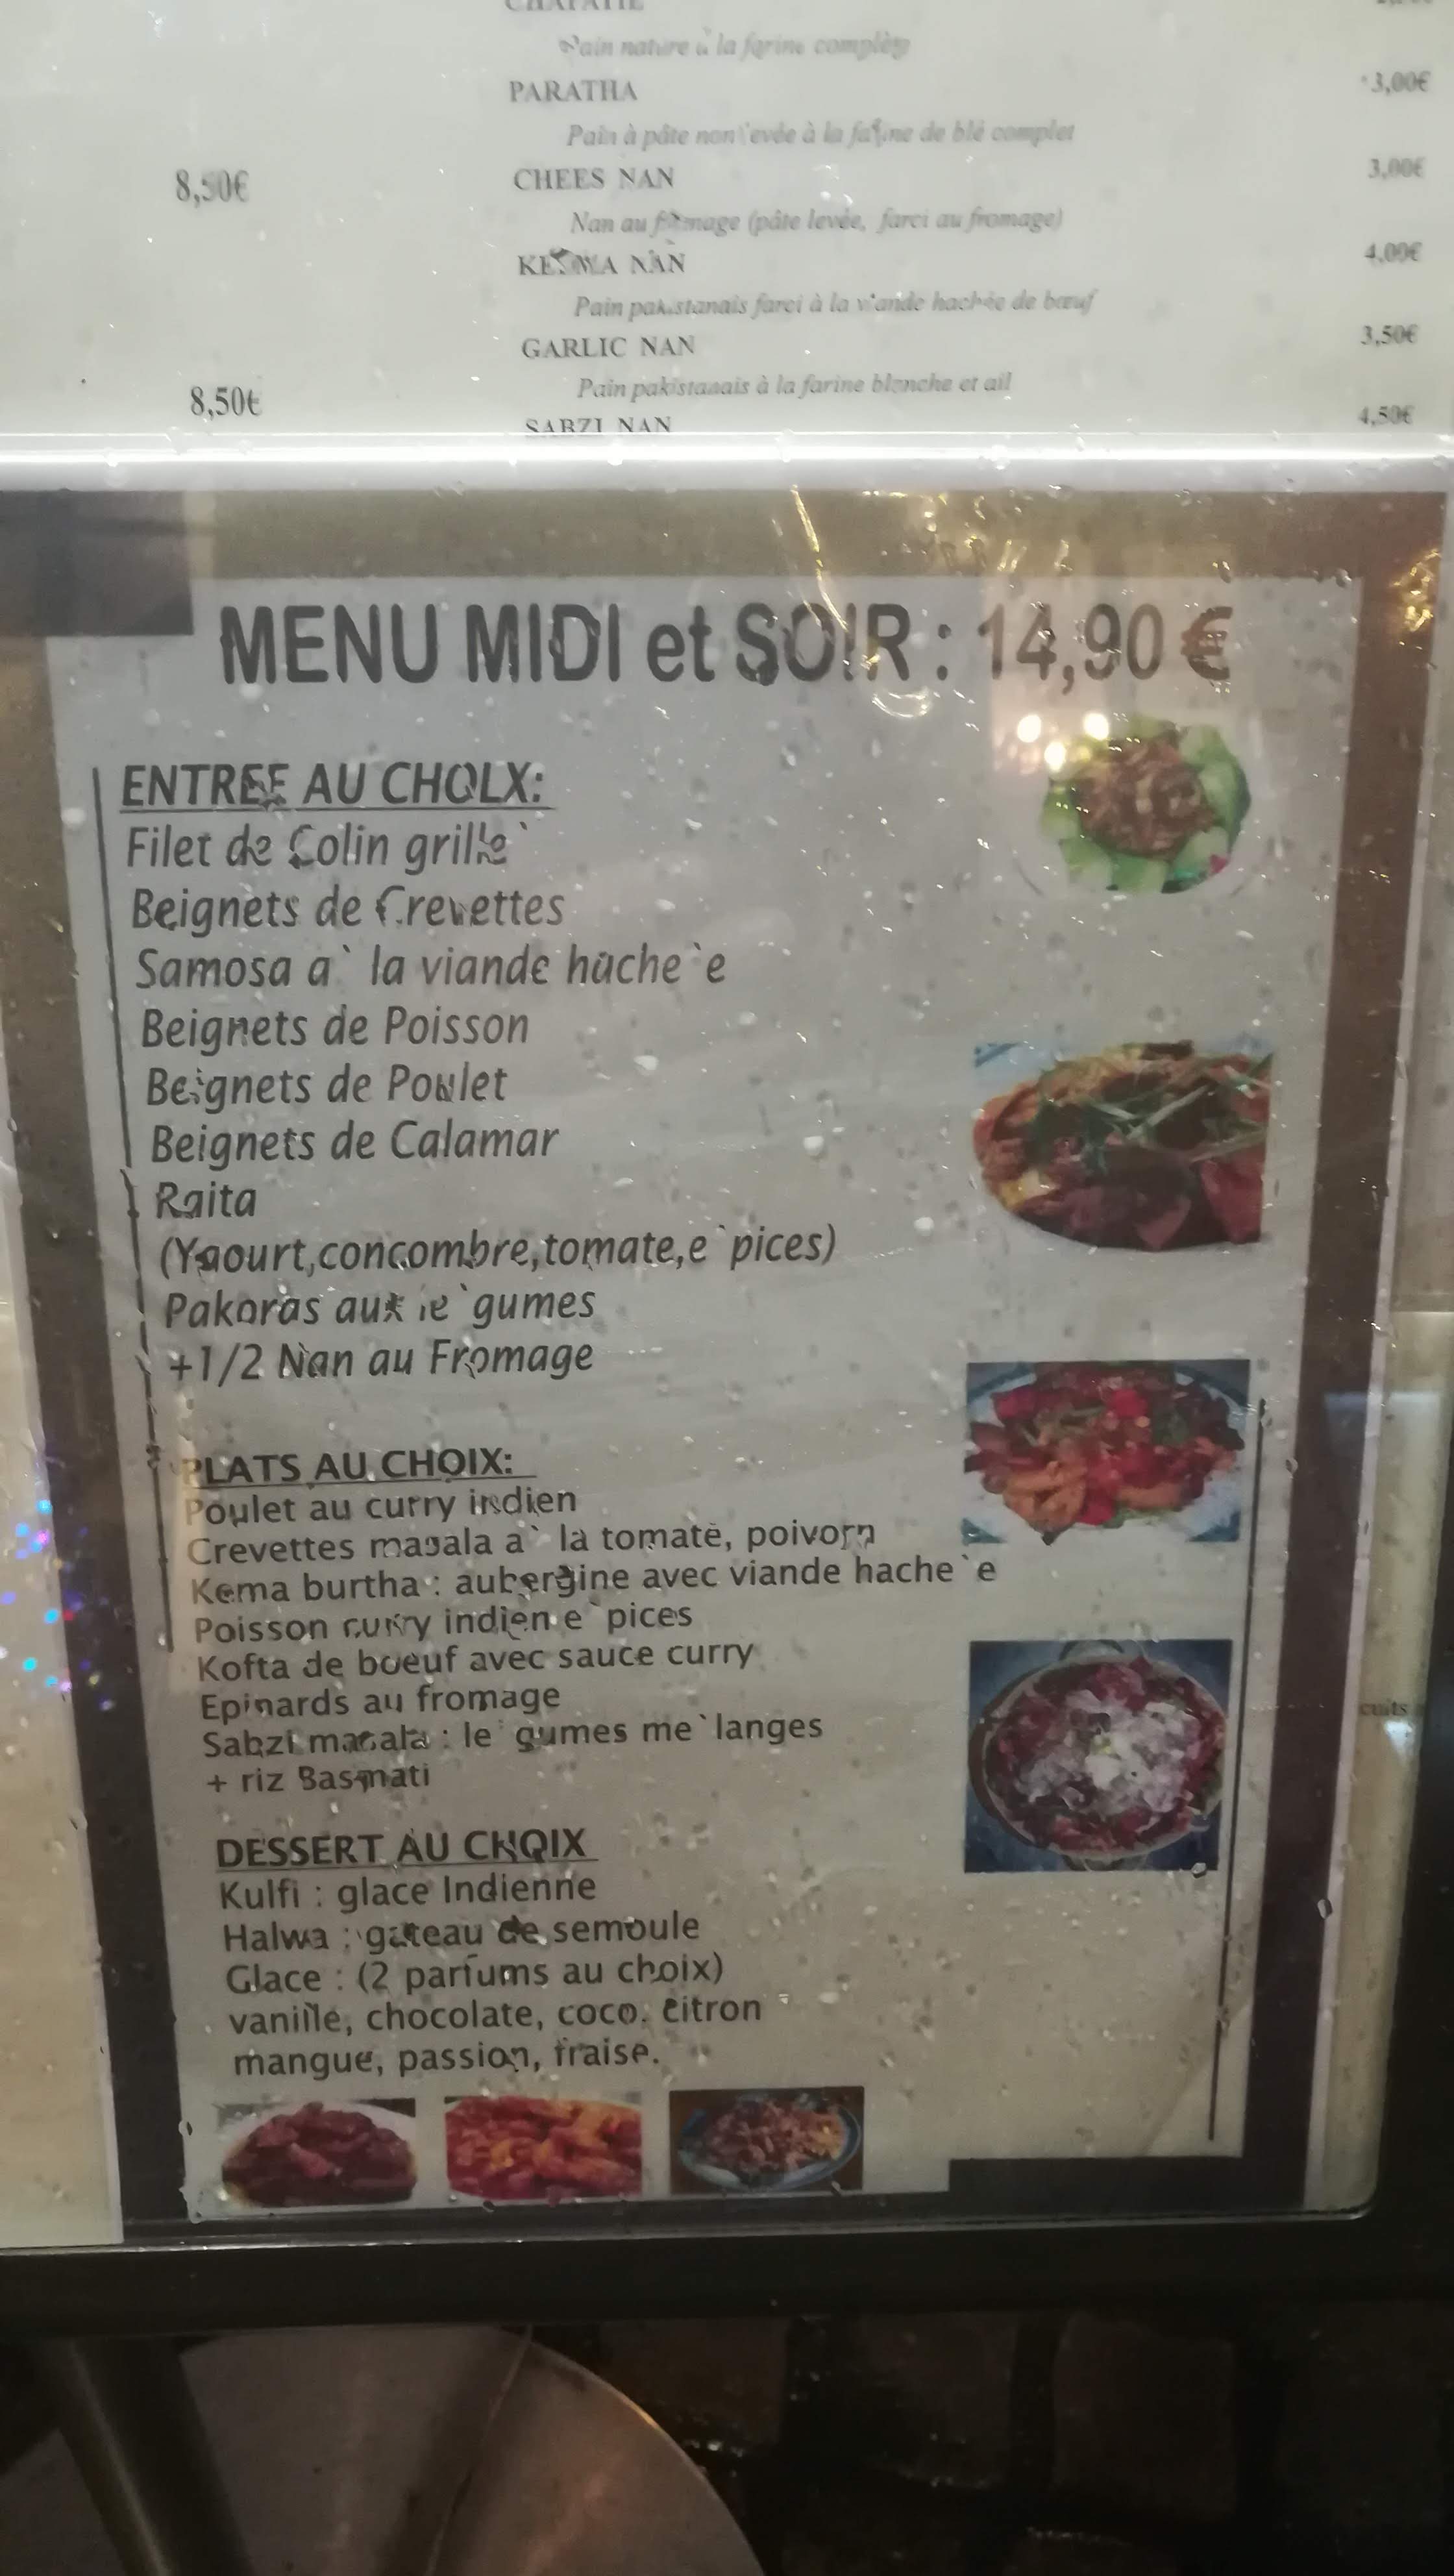 CHAPATIE
Pain nature à la farine complète
PARATHA 3,00€
Pain à pâte non levée à la farine de blé complet
8,50€
CHEES NAN 3,00€
Nan au fromage (pâte levée, farci au fromage)
NAN 4,00€
Pain pakistanais farci à la viande hachée de bœuf
GARLIC NAN 3,50€
Pain pakistanais à la farine blanche et ail
8,50€
SABZI NAN 4,50€
MENU MIDI et SOIR : 14,90 €
ENTREE AU CHOLX:
Filet de Colin grille`
Beignets de Crevettes
Samosa a` la viande hache`e
Beignets de Poisson
Beignets de Poulet
Beignets de Calamar
Raita
(Yaourt,concombre,tomate,e`pices)
Pakoras aux le`gumes
+1/2 Nan au Fromage
PLATS AU CHOIX:
Poulet au curry indien
Crevettes masala a` la tomate, poivorn
Kema burtha : aubergine avec viande hache`e
Poisson curry indien e`pices
Kofta de boeuf avec sauce curry
Epinards au fromage
Sabzi masala : le`gumes me`langes
+ riz Basmati
DESSERT AU CHOIX
Kulfi : glace Indienne
Halwa : gateau de semoule
Glace : (2 parfums au choix)
vanille, chocolate, coco. citron
mangue, passion, fraise.
cuits